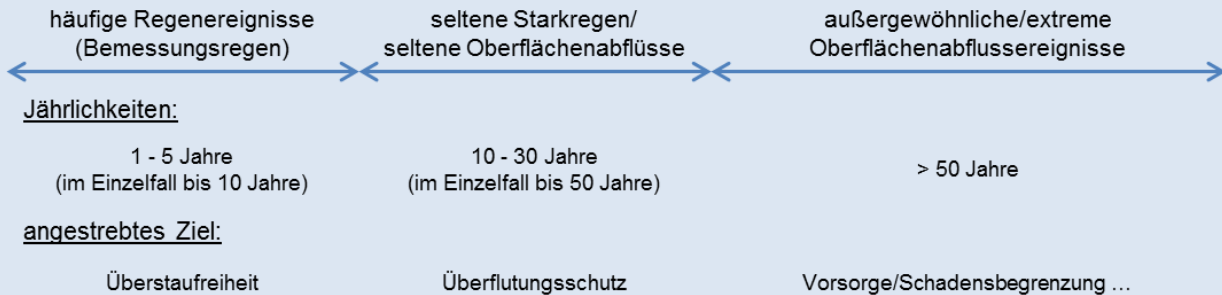 häufige Regenereignisse
(Bemessungsregen)
seltene Starkregen/
seltene Oberflächenabflüsse
außergewöhnliche/extreme
Oberflächenabflussereignisse
Jährlichkeiten:
1 - 5 Jahre
(im Einzelfall bis 10 Jahre)
10 - 30 Jahre
(im Einzelfall bis 50 Jahre)
> 50 Jahre
angestrebtes Ziel:
Überstaufreiheit
Überflutungsschutz
Vorsorge/Schadensbegrenzung ...